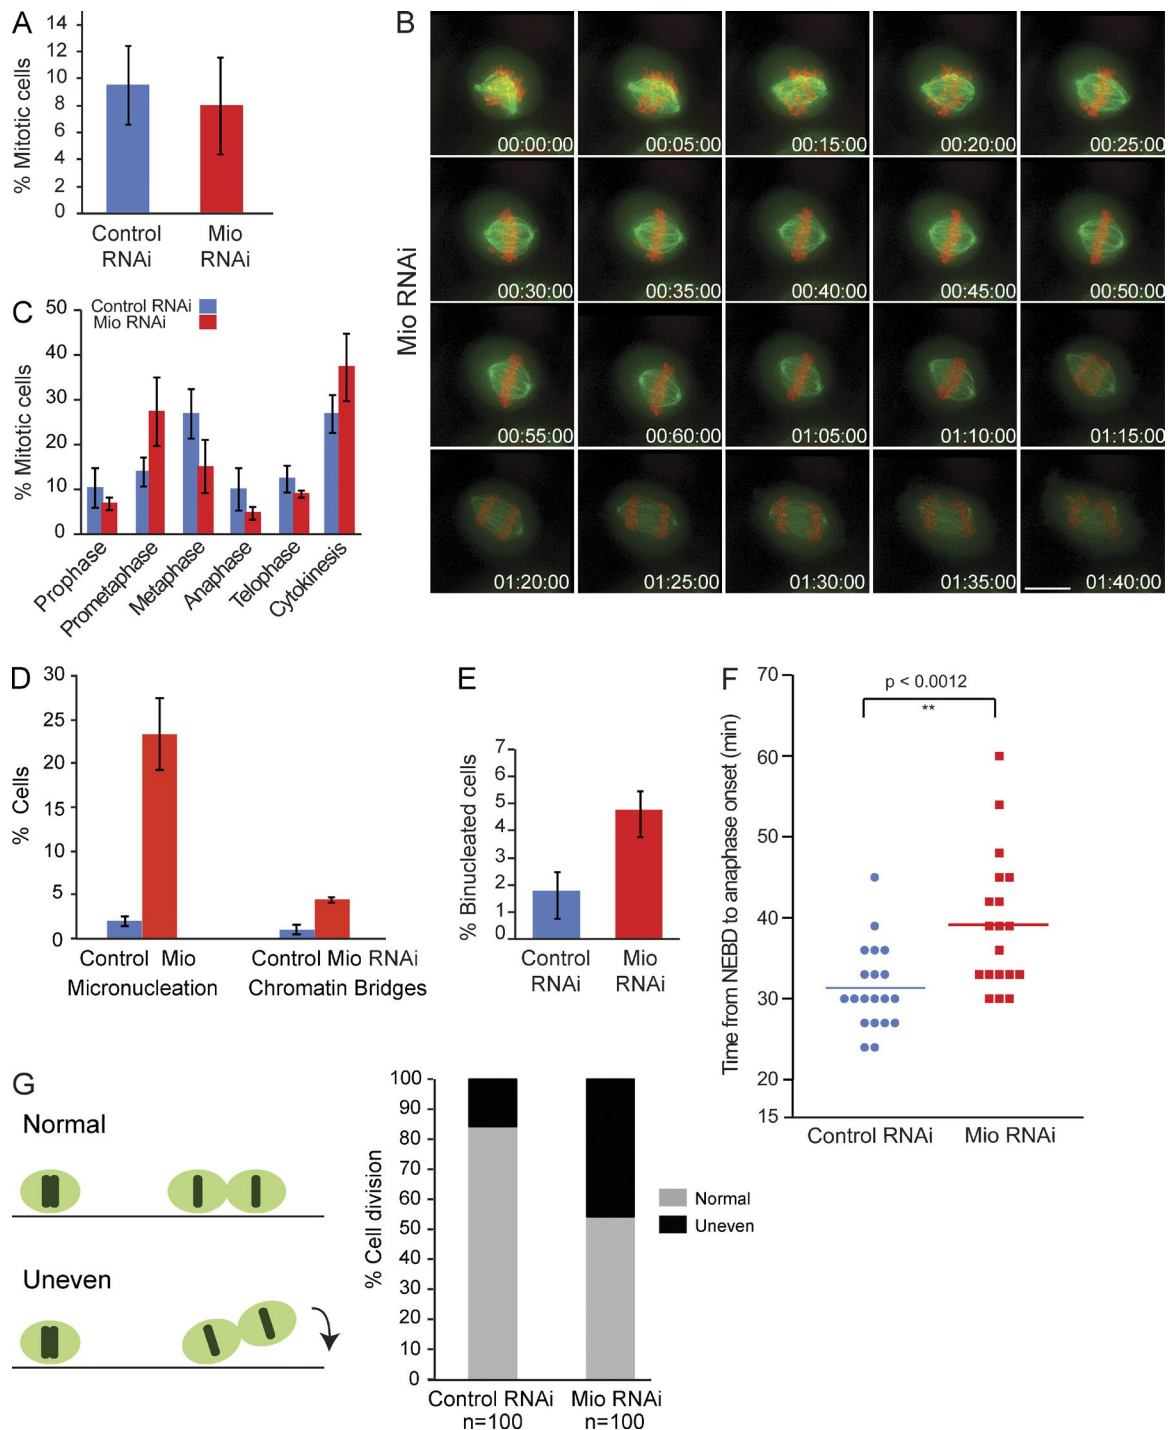 A
14
12
10
8
6
4
2
0
% Mitotic cells
Control RNAi
Mio RNAi
B
Mio RNAi
00:00:00
00:05:00
00:15:00
00:20:00
00:25:00
00:30:00
00:35:00
00:40:00
00:45:00
00:50:00
00:55:00
00:60:00
01:05:00
01:10:00
01:15:00
01:20:00
01:25:00
01:30:00
01:35:00
01:40:00
C
Control RNAi
Mio RNAi
50
40
30
20
10
0
% Mitotic cells
Prophase
Prometaphase
Metaphase
Anaphase
Telophase
Cytokinesis
D
30
25
20
15
10
5
0
% Cells
Control Mio
Micronucleation
Control Mio RNAi
Chromatin Bridges
E
7
6
5
4
3
2
1
0
% Binucleated cells
Control RNAi
Mio RNAi
F
p < 0.0012
**
70
60
50
40
30
20
15
Time from NEBD to anaphase onset (min)
Control RNAi
Mio RNAi
G
Normal
Uneven
100
90
80
70
60
50
40
30
20
10
0
% Cell division
Normal
Uneven
Control RNAi
n=100
Mio RNAi
n=100